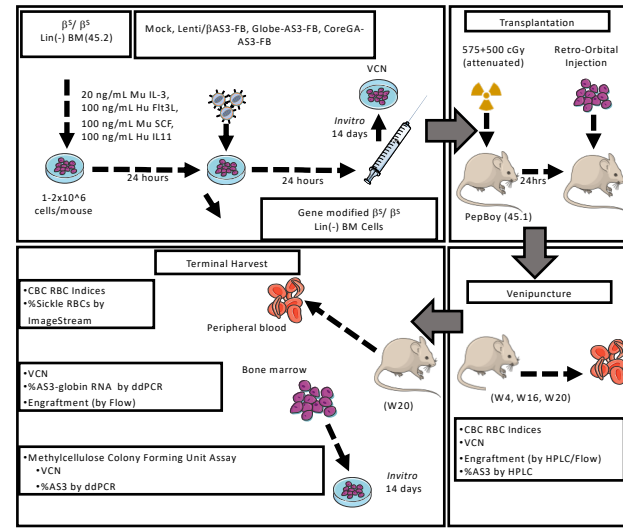 βˢ/ βˢ
Lin(-) BM(45.2)
Mock, Lenti/βAS3-FB, Globe-AS3-FB, CoreGA-
AS3-FB
20 ng/mL Mu IL-3,
100 ng/mL Hu Flt3L,
100 ng/mL Mu SCF,
100 ng/mL Hu IL11
VCN
Invitro
14 days
24 hours
24 hours
1-2x10^6
cells/mouse
Gene modified βˢ/ βˢ
Lin(-) BM Cells
Transplantation
575+500 cGy
(attenuated)
Retro-Orbital
Injection
24hrs
PepBoy (45.1)
Terminal Harvest
•CBC RBC Indices
•%Sickle RBCs by
ImageStream
Peripheral blood
•VCN
•%AS3-globin RNA by ddPCR
•Engraftment (by Flow)
Bone marrow
(W20)
•Methylcellulose Colony Forming Unit Assay
•VCN
•%AS3 by ddPCR
Invitro
14 days
Venipuncture
(W4, W16, W20)
•CBC RBC Indices
•VCN
Engraftment (by HPLC/Flow)
•%AS3 by HPLC